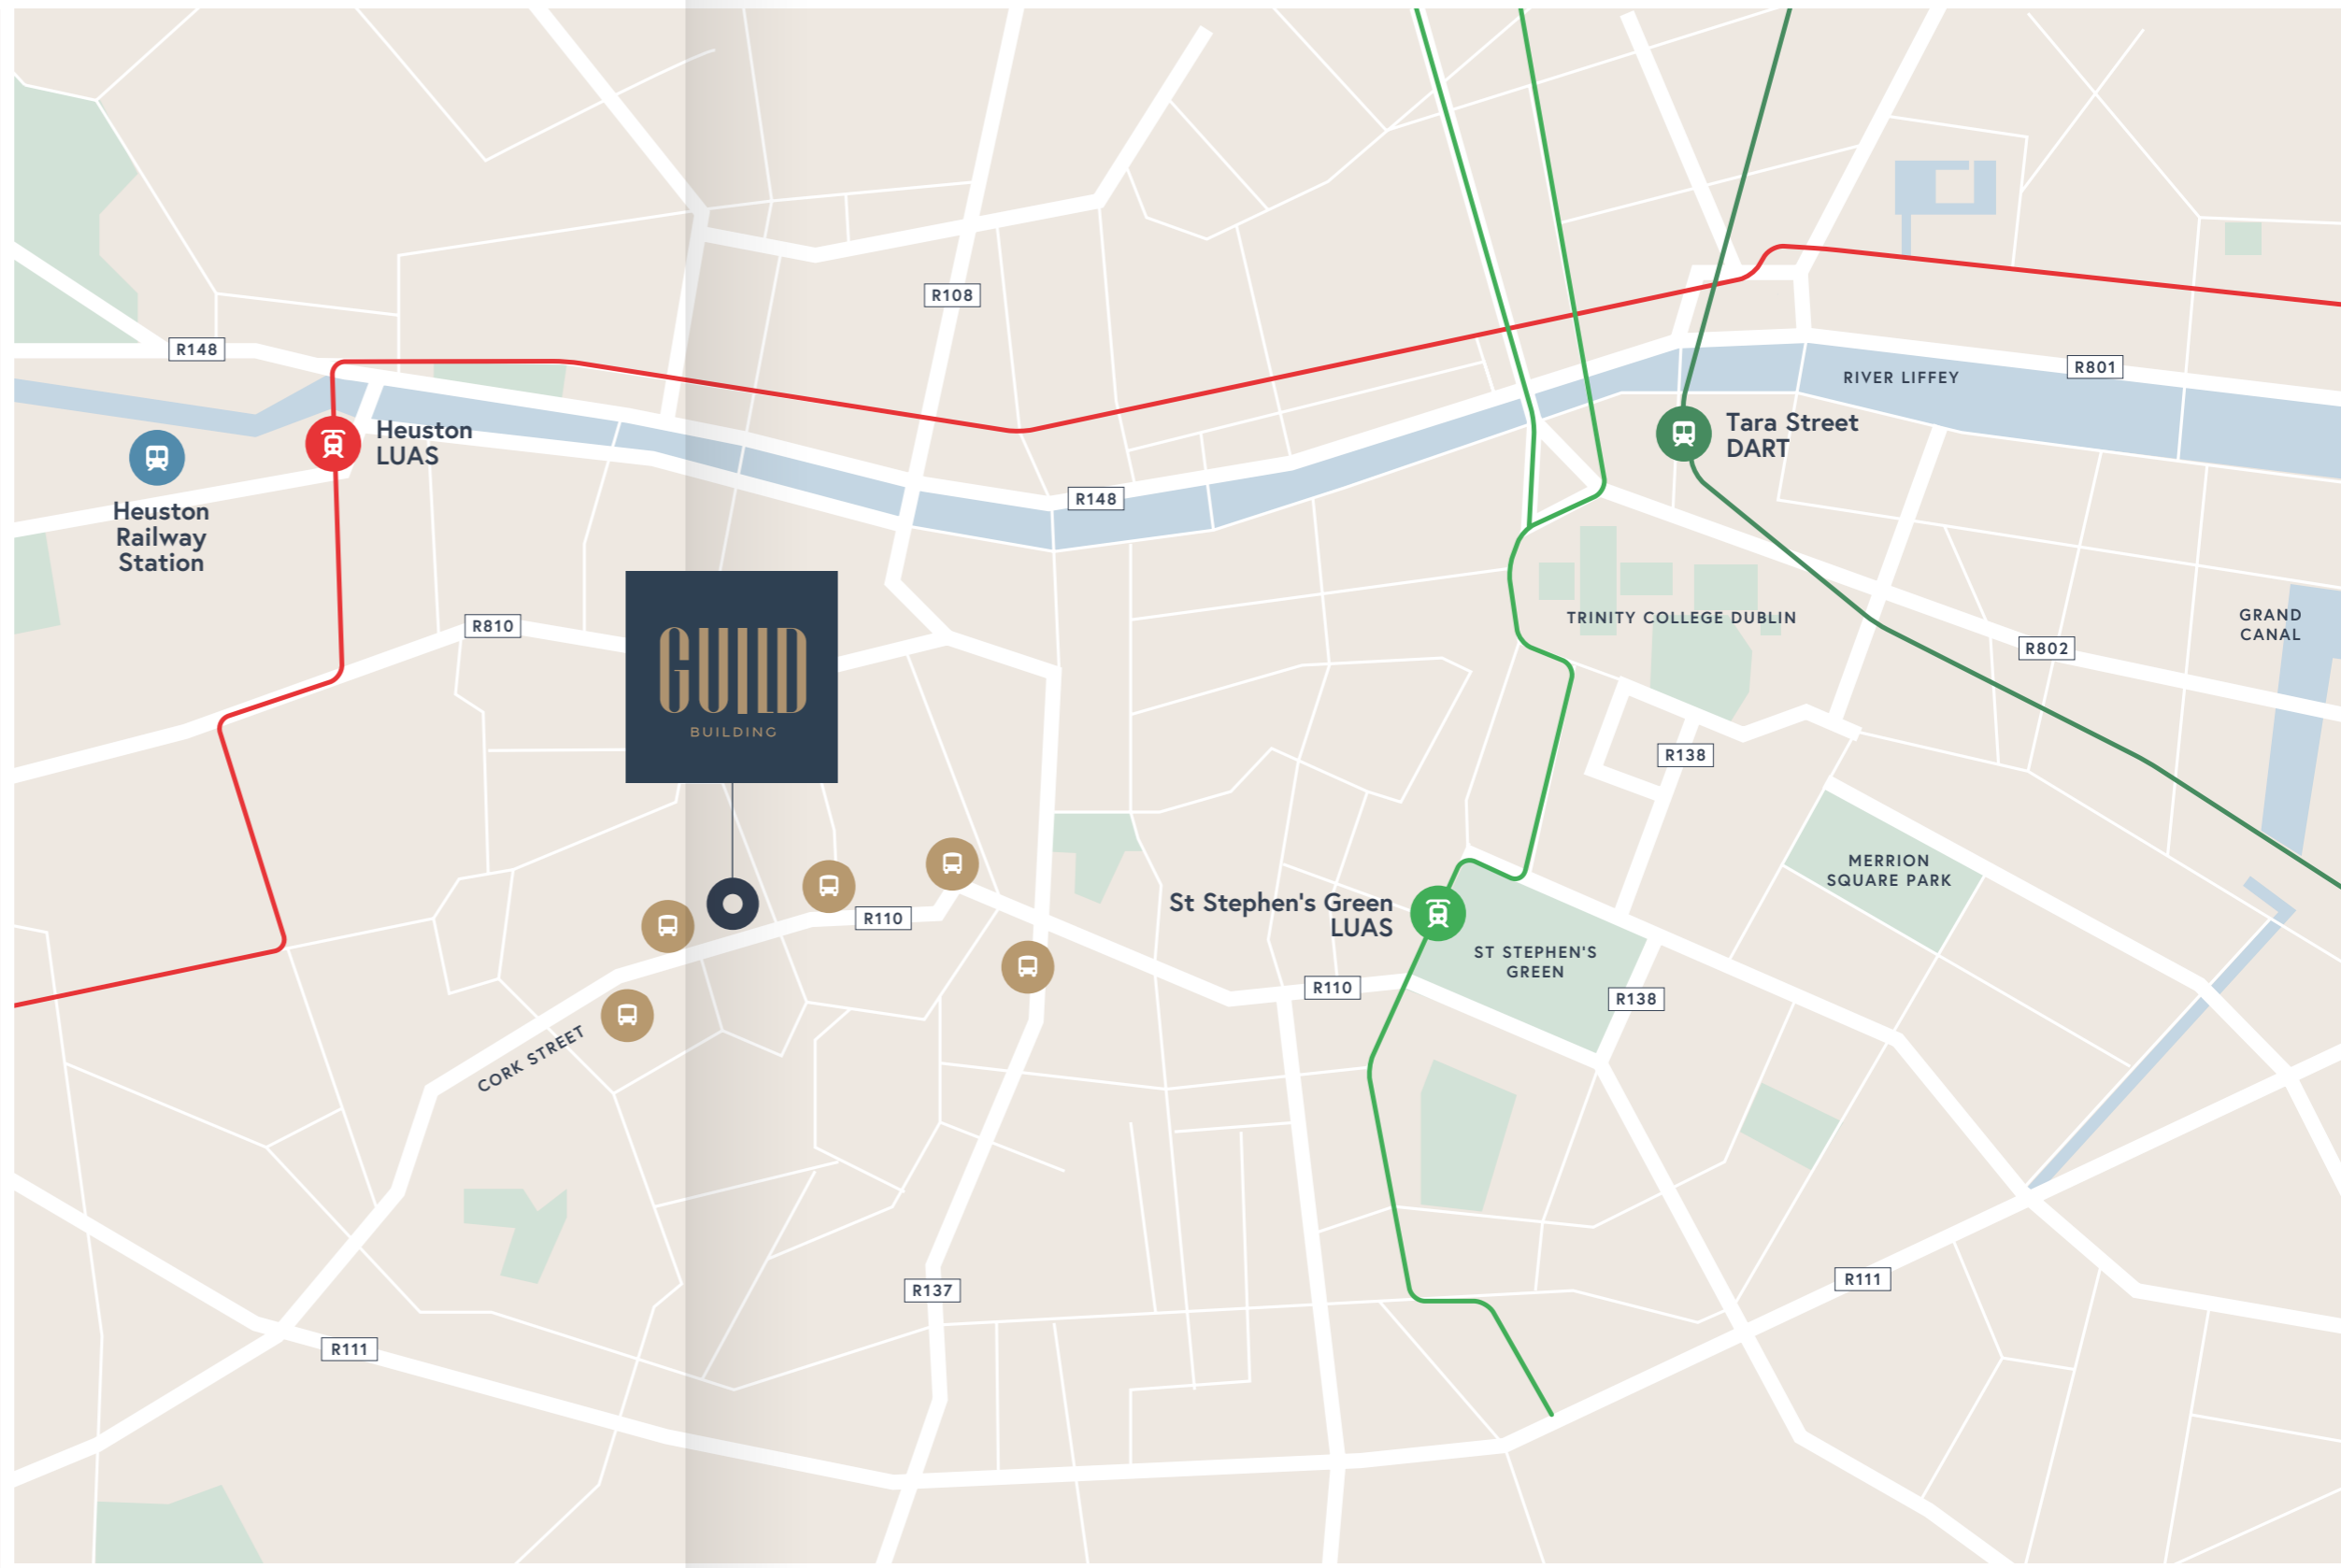 R108
R148
R801
RIVER LIFFEY
Heuston
LUAS
Tara Street
DART
R148
Heuston
Railway
Station
R810
TRINITY COLLEGE DUBLIN
GRAND
CANAL
R802
GUILD
BUILDING
R138
MERRION
SQUARE PARK
R110
St Stephen's Green
LUAS
ST STEPHEN'S
GREEN
R110
R138
CORK STREET
R137
R111
R111